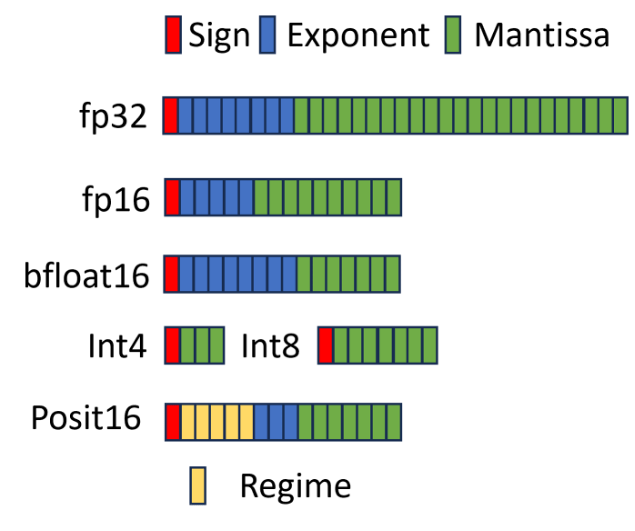 Sign Exponent Mantissa
fp32
fp16
bfloat16
Int4 Int8
Posit16
Regime